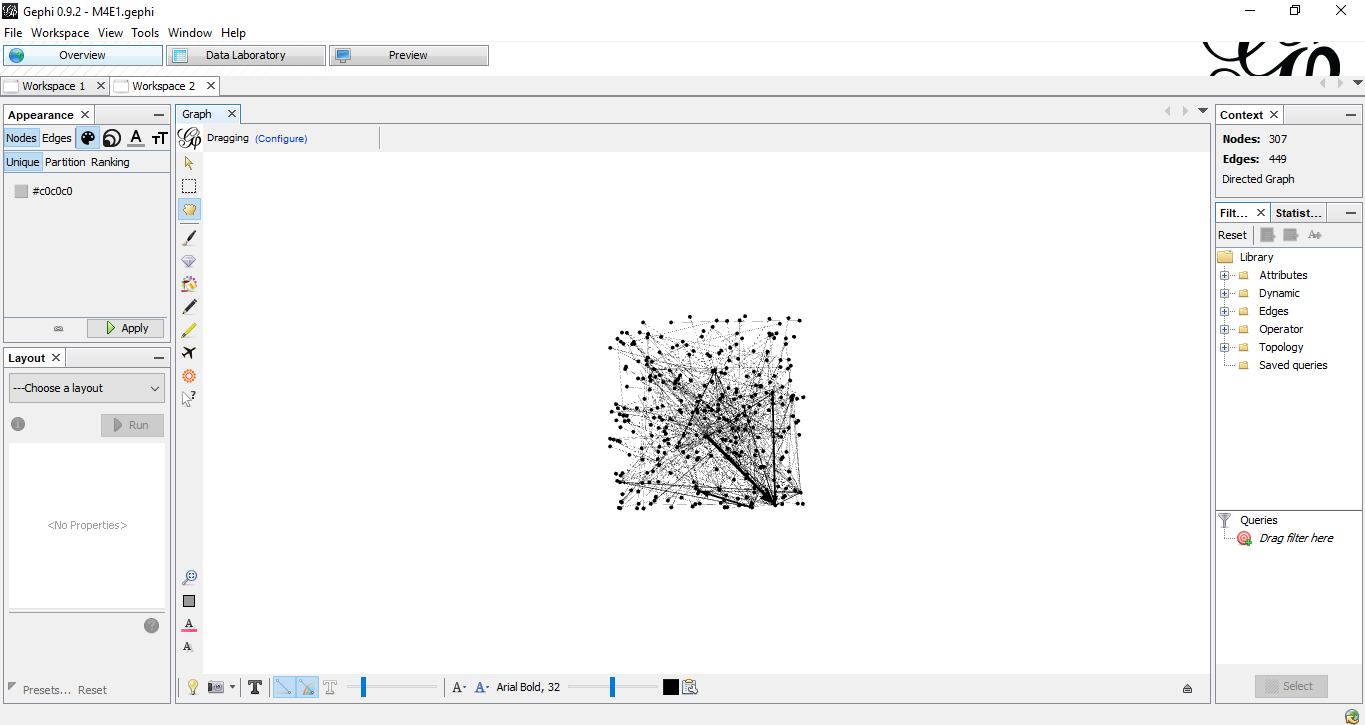 Gephi 0.9.2 - M4E1.gephi
File Workspace View Tools Window Help
Overview Data Laboratory Preview
Workspace 1 Workspace 2
Appearance
Nodes Edges
Unique Partition Ranking
#c0c0c0
Apply
Layout
---Choose a layout
Run
<No Properties>
Presets... Reset
Graph
Dragging (Configure)
Arial Bold, 32
Context
Nodes: 307
Edges: 449
Directed Graph
Filt... Statist...
Reset
Library
Attributes
Dynamic
Edges
Operator
Topology
Saved queries
Queries
Drag filter here
Select